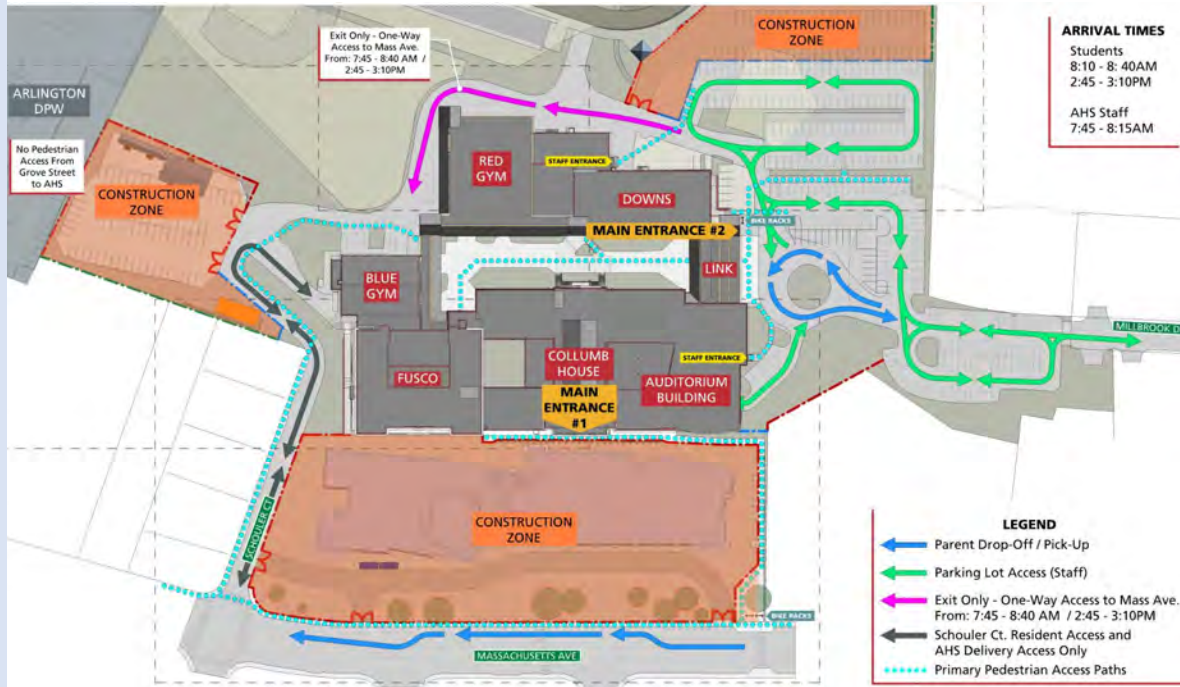 Exit Only - One-Way
Access to Mass Ave.
From: 7:45 - 8:40 AM /
2:45 - 3:10PM
CONSTRUCTION
ZONE
ARRIVAL TIMES
Students
8:10 - 8: 40AM
2:45 - 3:10PM
AHS Staff
7:45 - 8:15AM
ARLINGTON
DPW
No Pedestrian
Access From
Grove Street
to AHS
CONSTRUCTION
ZONE
RED
GYM
STAFF ENTRANCE
DOWNS
BIKE RACKS
MAIN ENTRANCE #2
LINK
BLUE
GYM
MILLBROOK D
COLLUMB
HOUSE
STAFF ENTRANCE
FUSCO
AUDITORIUM
BUILDING
MAIN
ENTRANCE
#1
SCHOULER CT
CONSTRUCTION
ZONE
BIKE RACKS
MASSACHUSETTS AVE
LEGEND
Parent Drop-Off / Pick-Up
Parking Lot Access (Staff)
Exit Only - One-Way Access to Mass Ave.
From: 7:45 - 8:40 AM / 2:45 - 3:10PM
Schouler Ct. Resident Access and
AHS Delivery Access Only
Primary Pedestrian Access Paths